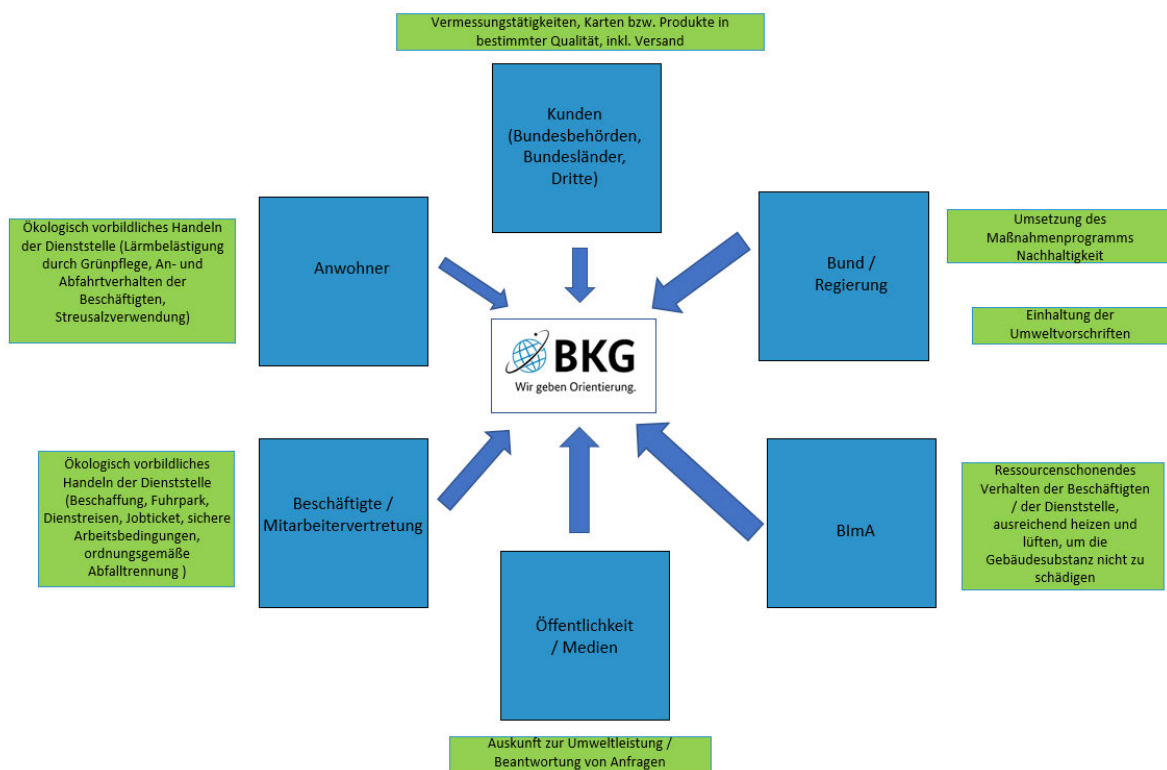 Vermessungstätigkeiten, Karten bzw. Produkte in
bestimmter Qualität, inkl. Versand
Kunden
(Bundesbehörden,
Bundesländer,
Dritte)
Ökologisch vorbildliches Handeln
der Dienststelle (Lärmbelästigung
durch Grünpflege, An- und
Abfahrtverhalten der
Beschäftigten,
Streusalzverwendung)
Anwohner
Bund /
Regierung
Umsetzung des
Maßnahmenprogramms
Nachhaltigkeit
Einhaltung der
Umweltvorschriften
BKG
Wir geben Orientierung.
Ökologisch vorbildliches
Handeln der Dienststelle
(Beschaffung, Fuhrpark,
Dienstreisen, Jobticket, sichere
Arbeitsbedingungen,
ordnungsgemäße
Abfalltrennung )
Beschäftigte /
Mitarbeitervertretung
BImA
Ressourcenschonendes
Verhalten der Beschäftigten
/ der Dienststelle,
ausreichend heizen und
lüften, um die
Gebäudesubstanz nicht zu
schädigen
Öffentlichkeit
/ Medien
Auskunft zur Umweltleistung /
Beantwortung von Anfragen